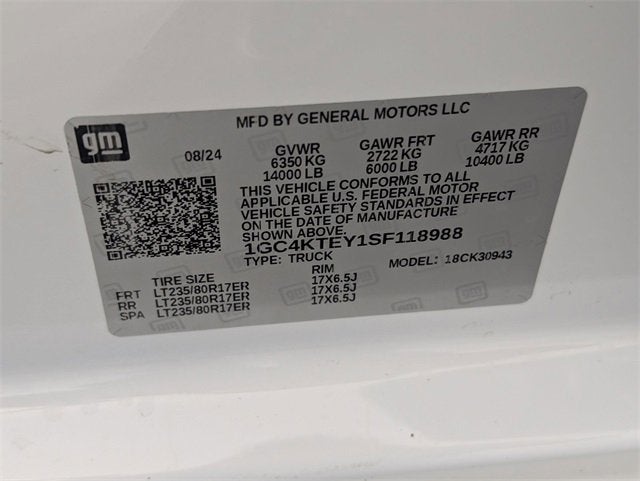 MFD BY GENERAL MOTORS LLC
gm
08/24 GVWR GAWR FRT GAWR RR
6350 KG 2722 KG 4717 KG
14000 LB 6000 LB 10400 LB
THIS VEHICLE CONFORMS TO ALL
APPLICABLE U.S. FEDERAL MOTOR
VEHICLE SAFETY STANDARDS IN EFFECT
ON THE DATE OF MANUFACTURE
SHOWN ABOVE.
1GC4KTEY1SF118988
TYPE: TRUCK MODEL: 18CK30943
TIRE SIZE RIM
FRT LT235/80R17ER 17X6.5J
RR LT235/80R17ER 17X6.5J
SPA LT235/80R17ER 17X6.5J